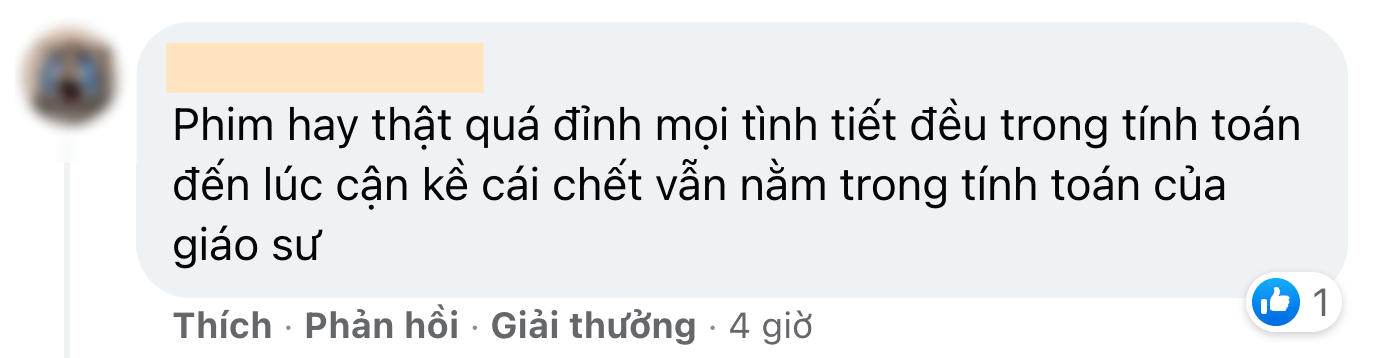 Phim hay thật quá đỉnh mọi tình tiết đều trong tính toán
đến lúc cận kề cái chết vẫn nằm trong tính toán của
giáo sư
Thích · Phản hồi · Giải thưởng · 4 giờ
1